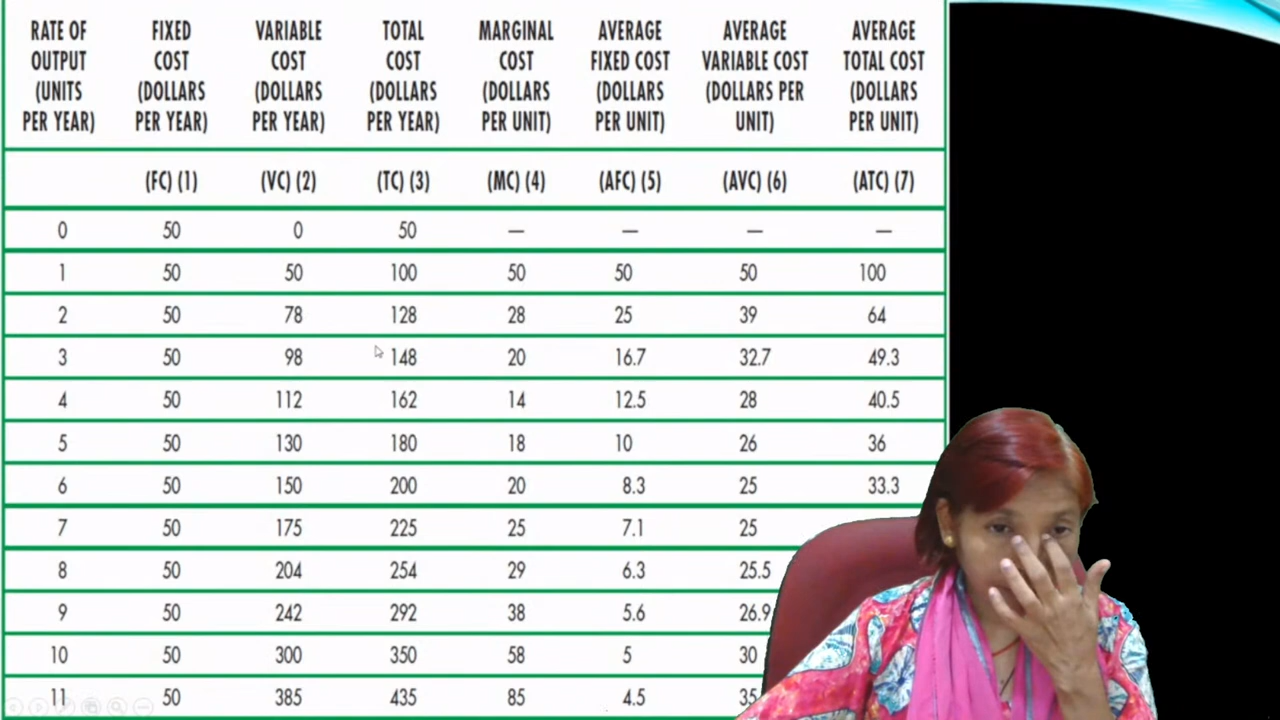 RATE OF OUTPUT (UNITS PER YEAR) FIXED COST (DOLLARS PER YEAR) VARIABLE COST (DOLLARS PER YEAR) TOTAL COST (DOLLARS PER YEAR) MARGINAL COST (DOLLARS PER UNIT) AVERAGE FIXED COST (DOLLARS PER UNIT) AVERAGE VARIABLE COST (DOLLARS PER UNIT) AVERAGE TOTAL COST (DOLLARS PER UNIT)
(FC) (1) (VC) (2) (TC) (3) (MC) (4) (AFC) (5) (AVC) (6) (ATC) (7)
0 50 0 50 — — — —
1 50 50 100 50 50 50 100
2 50 78 128 28 25 39 64
3 50 98 148 20 16.7 32.7 49.3
4 50 112 162 14 12.5 28 40.5
5 50 130 180 18 10 26 36
6 50 150 200 20 8.3 25 33.3
7 50 175 225 25 7.1 25
8 50 204 254 29 6.3 25.5
9 50 242 292 38 5.6 26.9
10 50 300 350 58 5 30
11 50 385 435 85 4.5 35